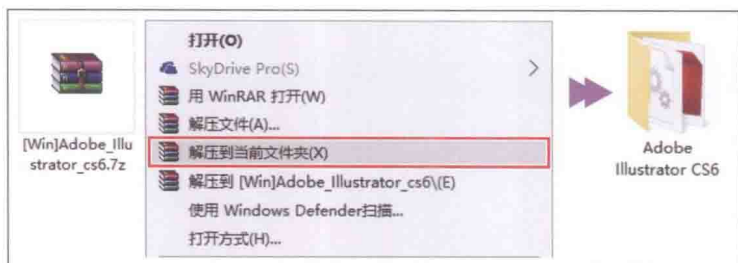 [Win]Adobe_Illu
strator_cs6.7z
打开(O)
SkyDrive Pro(S)
用 WinRAR 打开(W)
解压文件(A)...
解压到当前文件夹(X)
解压到 [Win]Adobe_Illustrator_cs6\(E)
使用 Windows Defender扫描...
打开方式(H)...
Adobe
Illustrator CS6